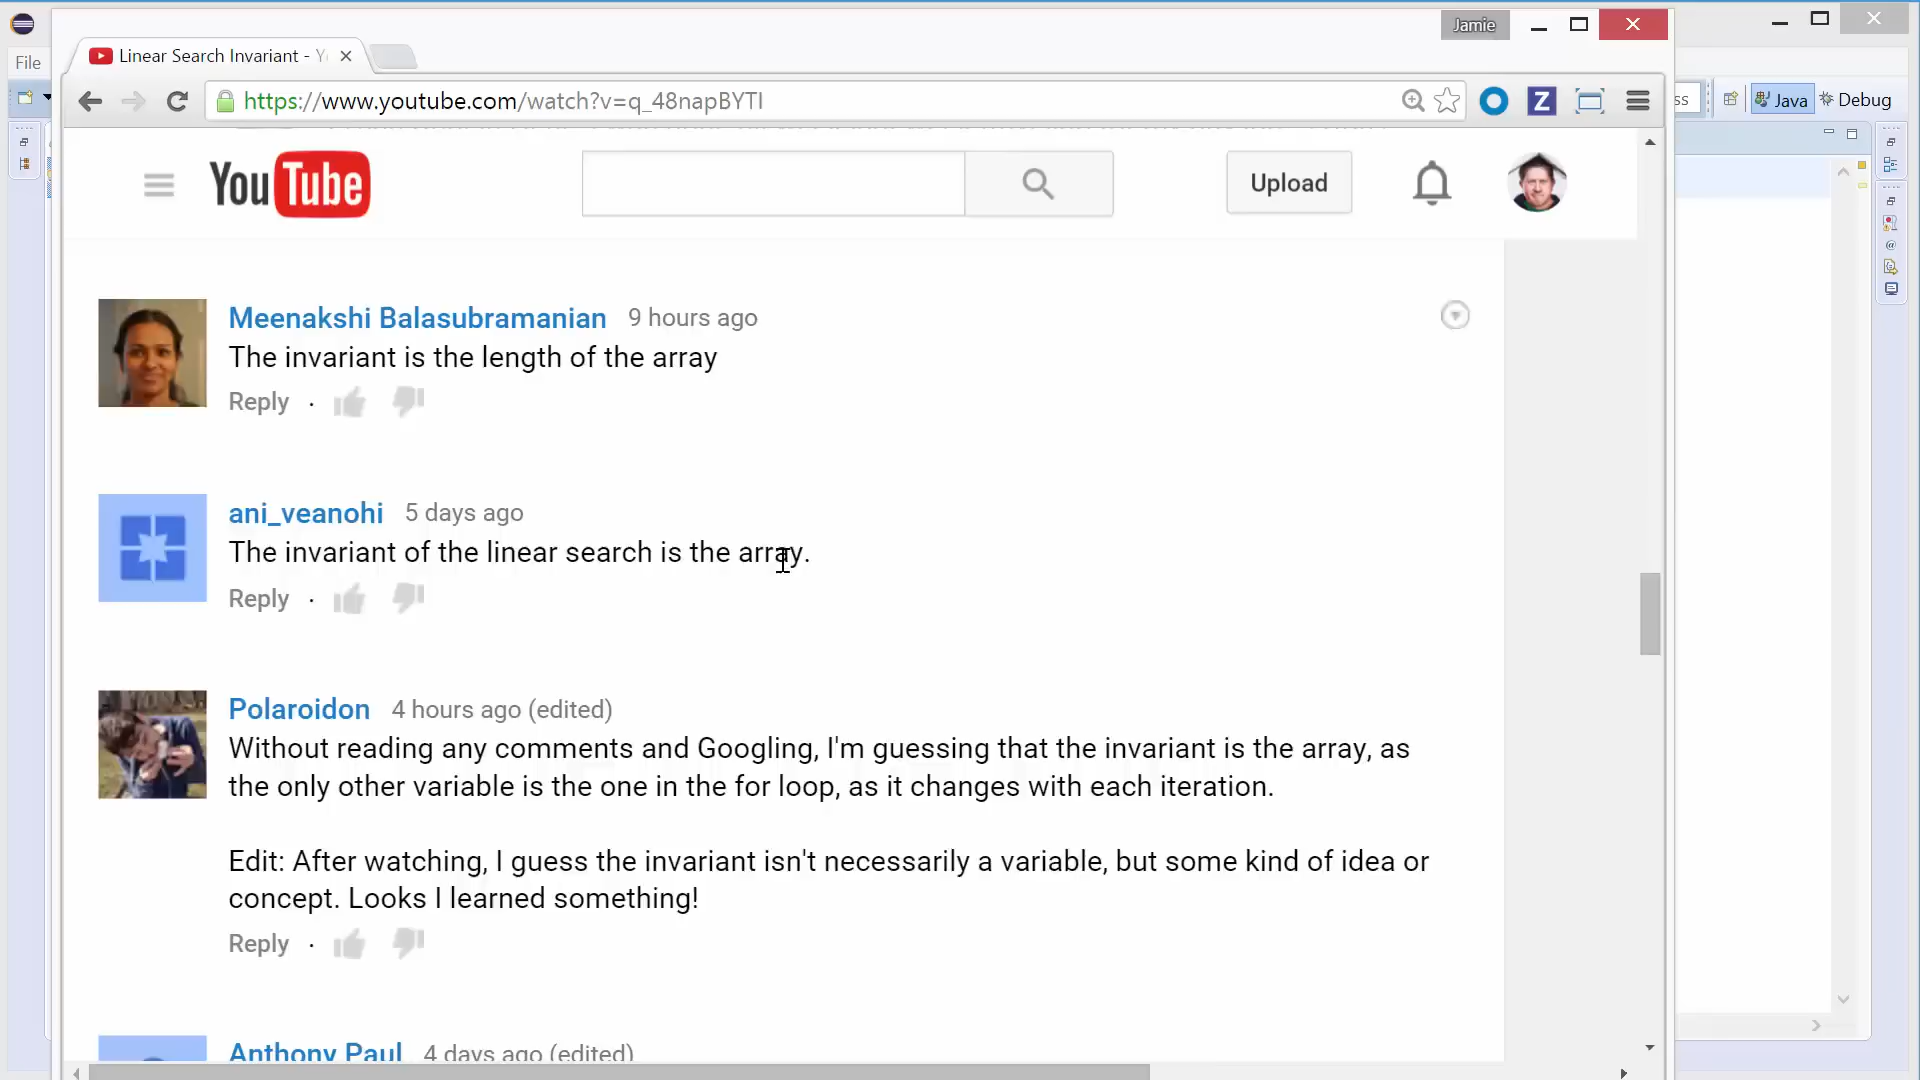 Jamie
Linear Search Invariant - Y
File
https://www.youtube.com/watch?v=q_48napBYTI
ss
Java
Debug
YouTube
Upload
Meenakshi Balasubramanian 9 hours ago
The invariant is the length of the array
Reply ·
ani_veanohi 5 days ago
The invariant of the linear search is the array.
Reply ·
Polaroidon 4 hours ago (edited)
Without reading any comments and Googling, I'm guessing that the invariant is the array, as
the only other variable is the one in the for loop, as it changes with each iteration.
Edit: After watching, I guess the invariant isn't necessarily a variable, but some kind of idea or
concept. Looks I learned something!
Reply ·
Anthony Paul 4 days ago (edited)